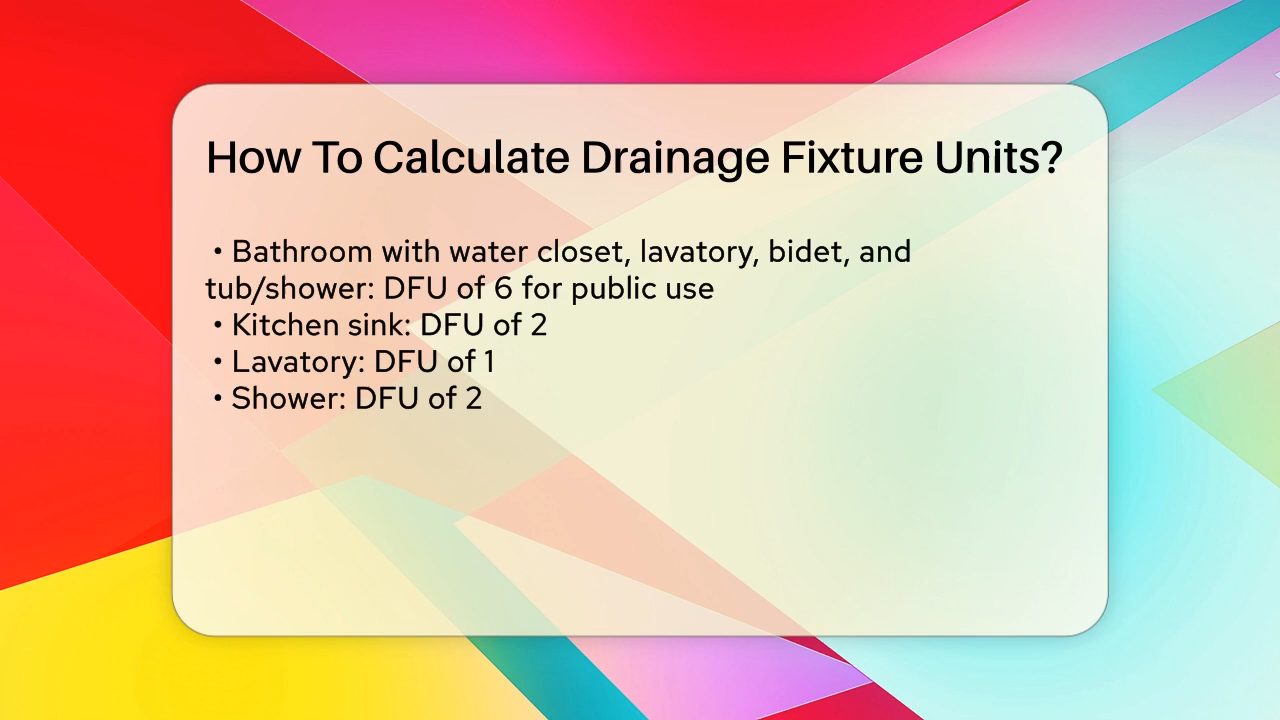 How To Calculate Drainage Fixture Units?
• Bathroom with water closet, lavatory, bidet, and
tub/shower: DFU of 6 for public use
• Kitchen sink: DFU of 2
• Lavatory: DFU of 1
• Shower: DFU of 2